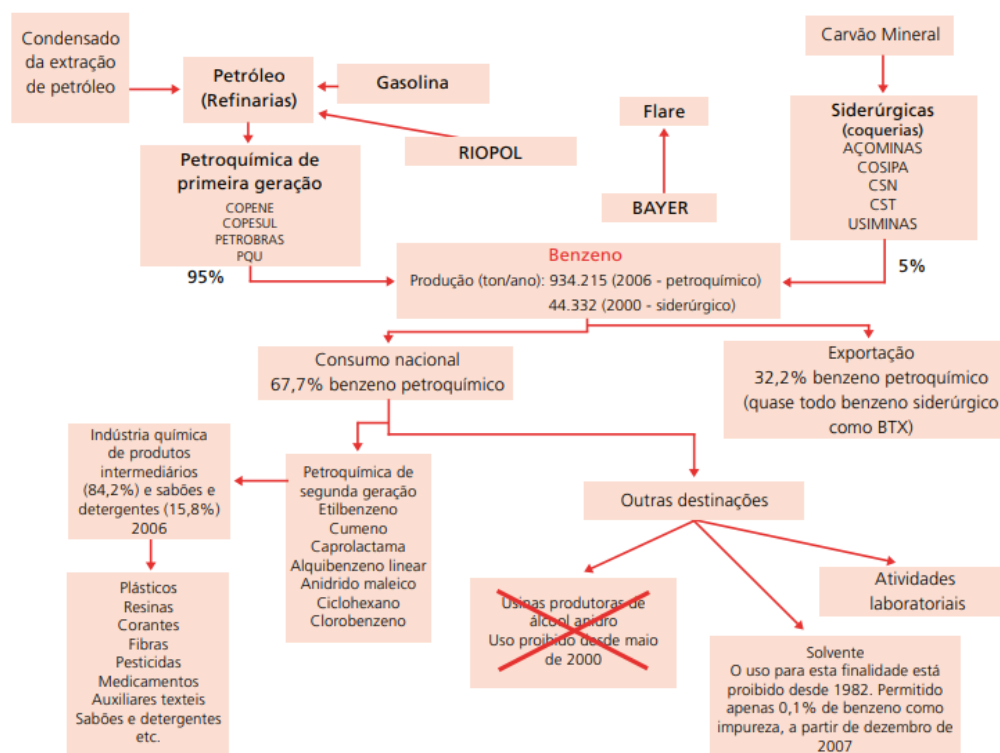 Condensado
da extração
de petróleo
Petróleo
(Refinarias)
Gasolina
RIOPOL
Carvão Mineral
Flare
BAYER
Siderúrgicas
(coquerias)
AÇOMINAS
COSIPA
CSN
CST
USIMINAS
Petroquímica de
primeira geração
COPENE
COPESUL
PETROBRAS
PQU
95%
5%
Benzeno
Produção (ton/ano): 934.215 (2006 - petroquímico)
44.332 (2000 - siderúrgico)
Consumo nacional
67,7% benzeno petroquímico
Exportação
32,2% benzeno petroquímico
(quase todo benzeno siderúrgico
como BTX)
Indústria química
de produtos
intermediários
(84,2%) e sabões e
detergentes (15,8%)
2006
Petroquímica de
segunda geração
Etilbenzeno
Cumeno
Caprolactama
Alquibenzeno linear
Anidrido maleico
Ciclohexano
Clorobenzeno
Outras destinações
Plásticos
Resinas
Corantes
Fibras
Pesticidas
Medicamentos
Auxiliares texteis
Sabões e detergentes
etc.
Usinas produtoras de
álcool anidro
Uso proibido desde maio
de 2000
Atividades
laboratoriais
Solvente
O uso para esta finalidade está
proibido desde 1982. Permitido
apenas 0,1% de benzeno como
impureza, a partir de dezembro de
2007